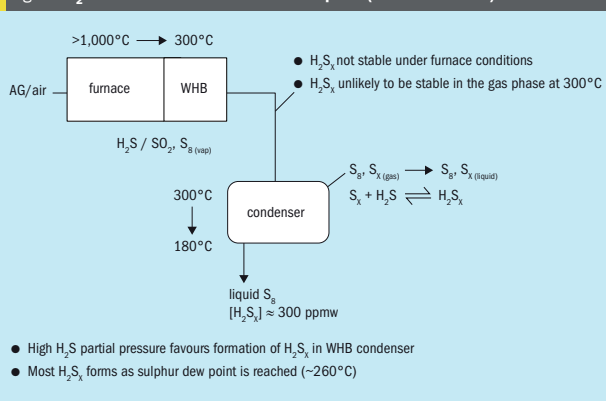 >1,000°C → 300°C
AG/air
furnace
WHB
● H₂Sₓ not stable under furnace conditions
● H₂Sₓ unlikely to be stable in the gas phase at 300°C
H₂S / SO₂, S₈ (vap)
S₈, Sₓ (gas) → S₈, Sₓ (liquid)
Sₓ + H₂S ⇌ H₂Sₓ
300°C
180°C
condenser
liquid S₈
[H₂Sₓ] ≈ 300 ppmw
● High H₂S partial pressure favours formation of H₂Sₓ in WHB condenser
● Most H₂Sₓ forms as sulphur dew point is reached (~260°C)